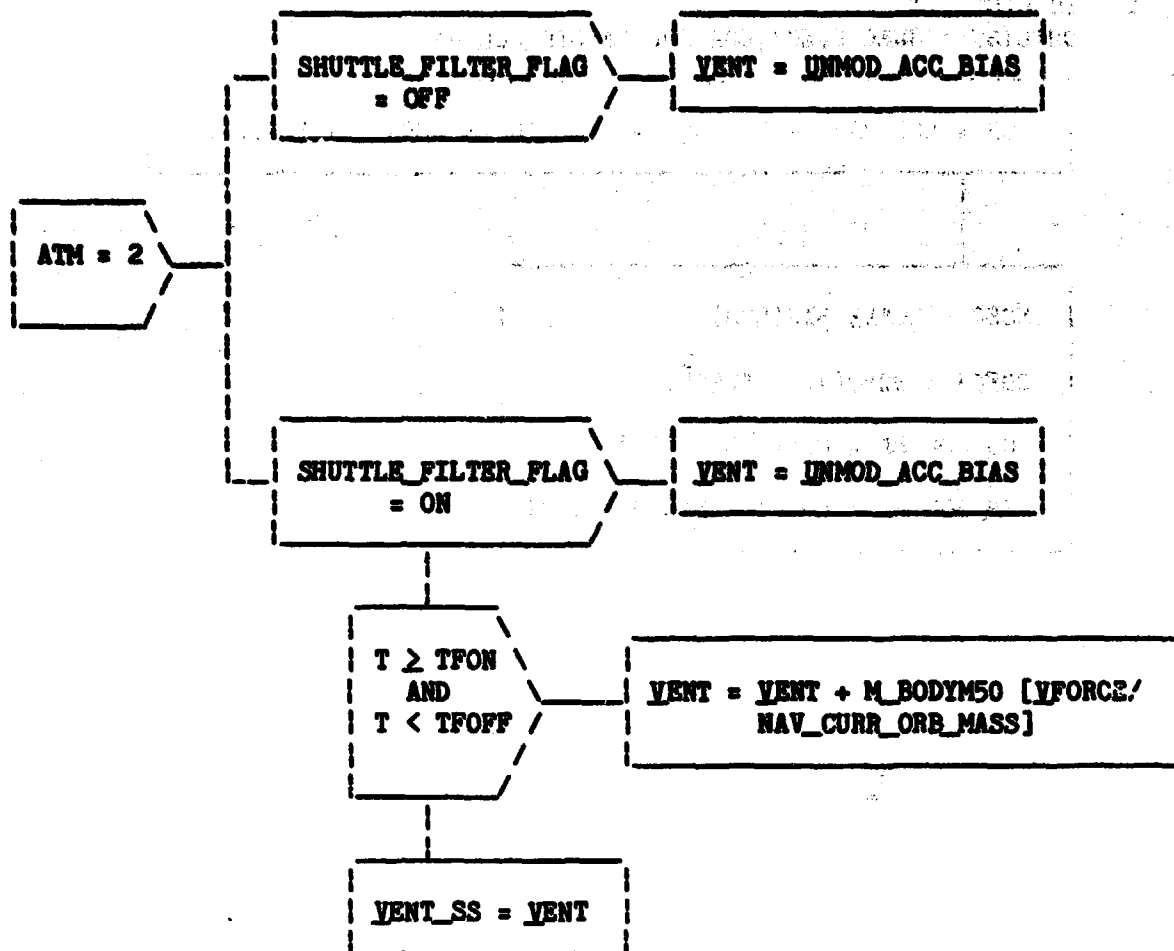 SHUTTLE_FILTER_FLAG
= OFF
VENT = UNMOD_ACC_BIAS
ATM = 2
SHUTTLE_FILTER_FLAG
= ON
VENT = UNMOD_ACC_BIAS
T ≥ TFON
AND
T < TFOFF
VENT = VENT + M_BODYM50 [VFORCE/
NAV_CURR_ORB_MASS]
VENT_SS = VENT